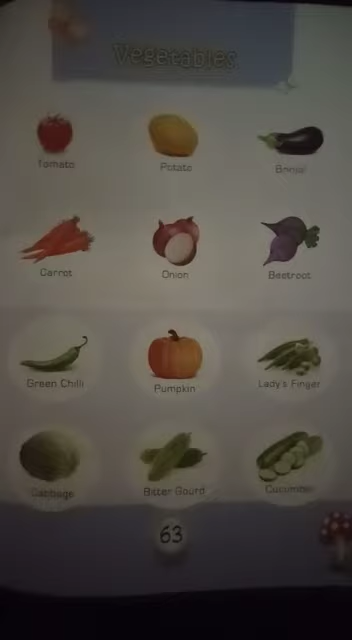 Vegetables
Tomato Potato Brinjal
Carrot Onion Beetroot
Green Chilli Pumpkin Lady's Finger
Cabbage Bitter Gourd Cucumber
63